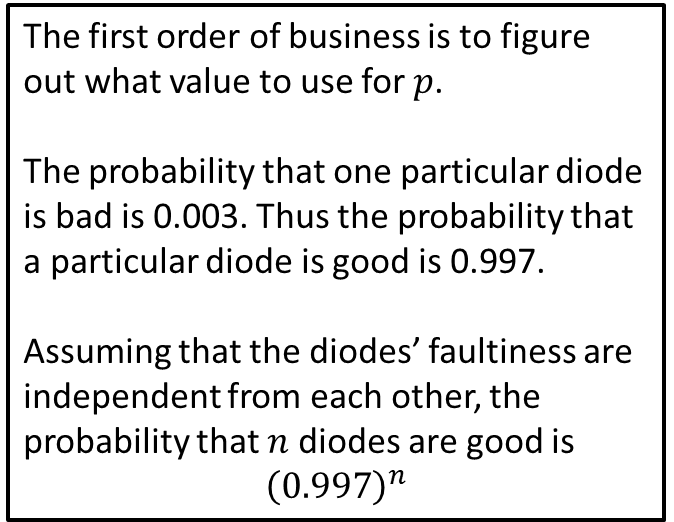 The first order of business is to figure
out what value to use for p.
The probability that one particular diode
is bad is 0.003. Thus the probability that
a particular diode is good is 0.997.
Assuming that the diodes’ faultiness are
independent from each other, the
probability that n diodes are good is
(0.997)ⁿ